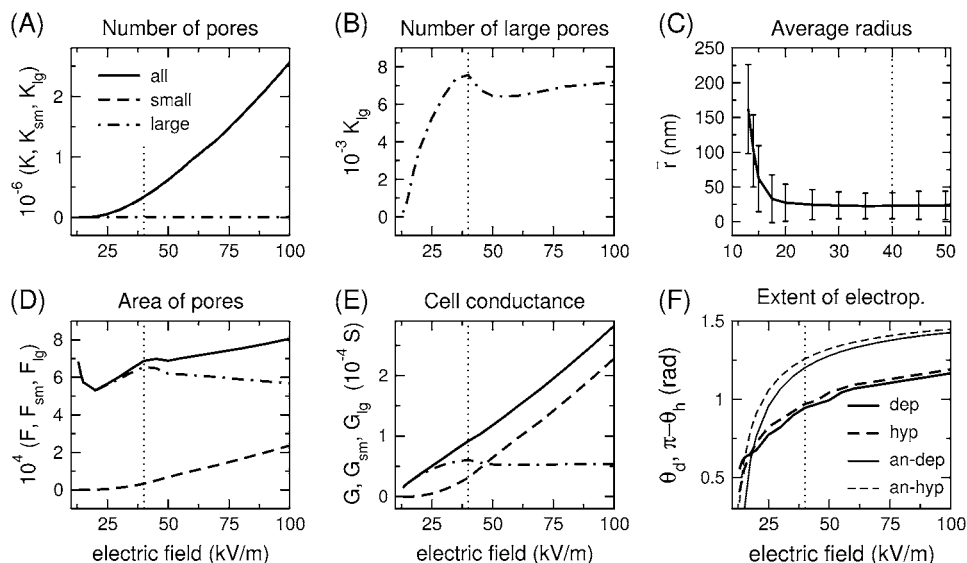 (A) Number of pores
10⁻⁶ (K, K_sm, K_lg)
2
1
0
all
small
large
25 50 75 100
(B) Number of large pores
10⁻³ K_lg
8
6
4
2
0
25 50 75 100
(C) Average radius
r̄ (nm)
250
200
150
100
50
25
0
10 20 30 40 50
(D) Area of pores
10⁴ (F, F_sm, F_lg)
8
6
4
2
0
25 50 75 100
electric field (kV/m)
(E) Cell conductance
G, G_sm, G_lg (10⁻⁴ S)
3
2
1
0
25 50 75 100
electric field (kV/m)
(F) Extent of electrop.
θ_d, π−θ_h (rad)
1.5
1
0.5
dep
hyp
an-dep
an-hyp
25 50 75 100
electric field (kV/m)